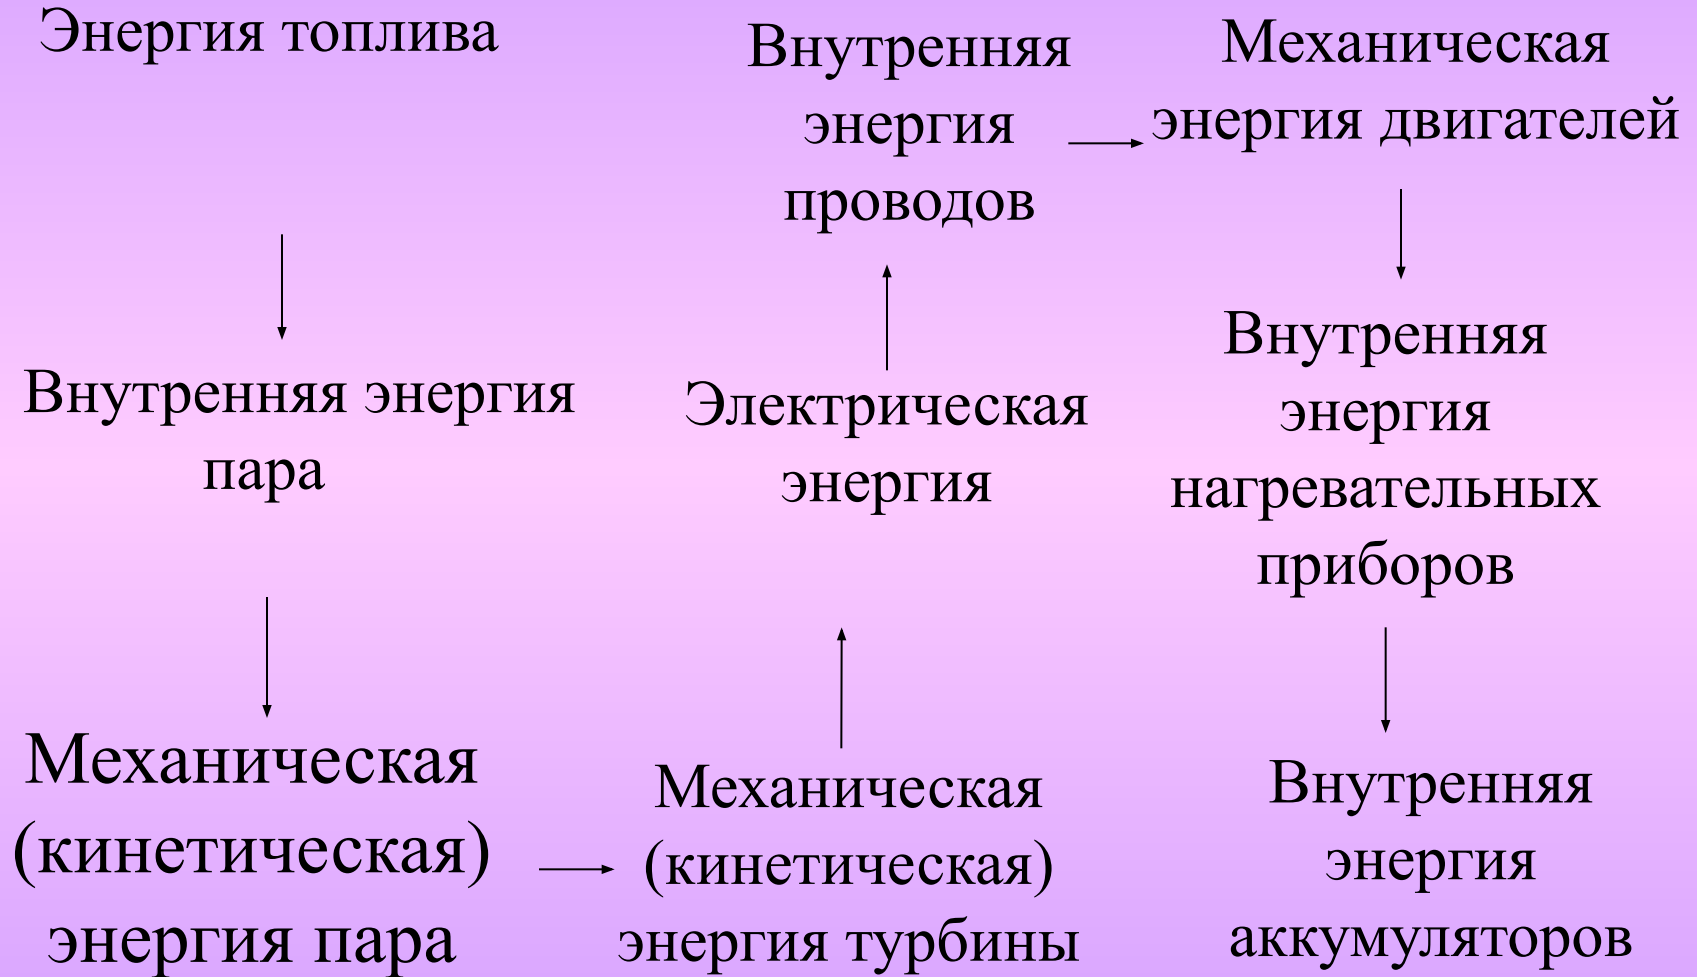 Энергия топлива
Внутренняя энергия
пара
Механическая
(кинетическая)
энергия пара
Механическая
(кинетическая)
энергия турбины
Электрическая
энергия
Внутренняя
энергия
проводов
Механическая
энергия двигателей
Внутренняя
энергия
нагревательных
приборов
Внутренняя
энергия
аккумуляторов